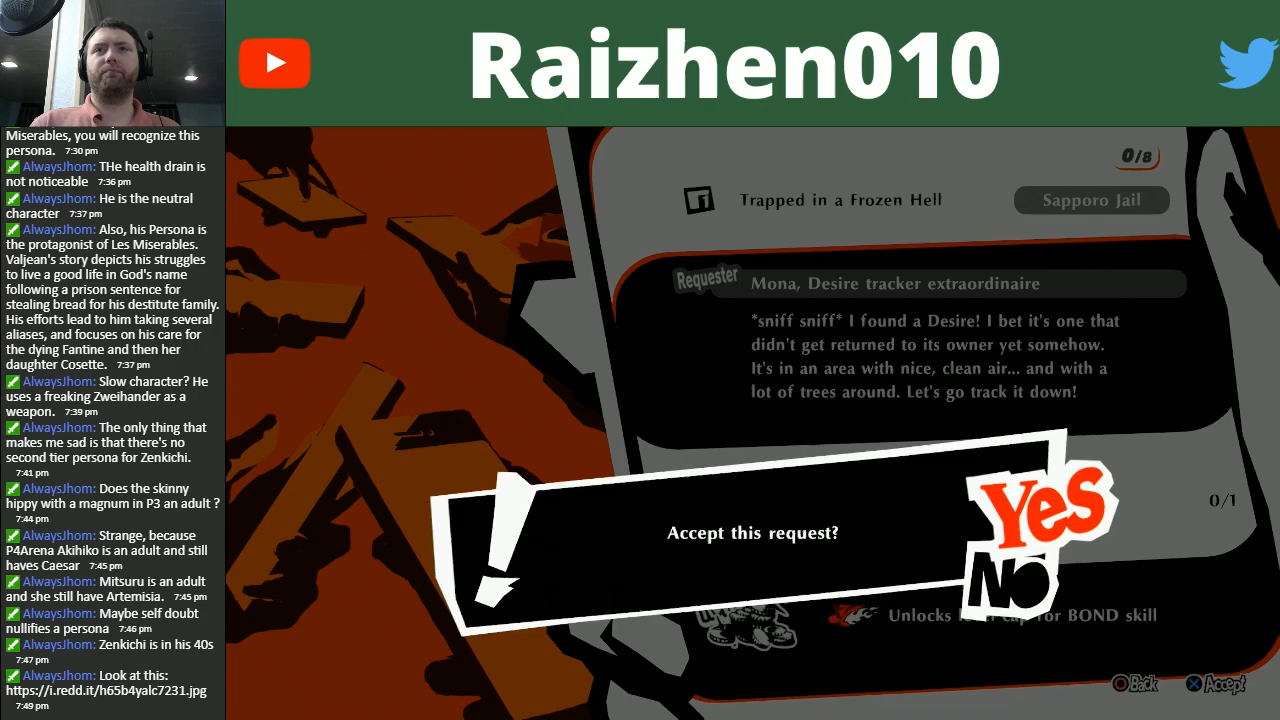 Raizhen010
Miserables, you will recognize this
persona. 7:30 pm
AlwaysJhom: THe health drain is
not noticeable 7:36 pm
AlwaysJhom: He is the neutral
character 7:37 pm
AlwaysJhom: Also, his Persona is
the protagonist of Les Miserables.
Valjean's story depicts his struggles
to live a good life in God's name
following a prison sentence for
stealing bread for his destitute family.
His efforts lead to him taking several
aliases, and focuses on his care for
the dying Fantine and then her
daughter Cosette. 7:37 pm
AlwaysJhom: Slow character? He
uses a freaking Zweihander as a
weapon. 7:39 pm
AlwaysJhom: The only thing that
makes me sad is that there's no
second tier persona for Zenkichi.
7:41 pm
AlwaysJhom: Does the skinny
hippy with a magnum in P3 an adult ?
7:44 pm
AlwaysJhom: Strange, because
P4Arena Akihiko is an adult and still
haves Caesar 7:45 pm
AlwaysJhom: Mitsuru is an adult
and she still have Artemisia. 7:45 pm
AlwaysJhom: Maybe self doubt
nullifies a persona 7:46 pm
AlwaysJhom: Zenkichi is in his 40s
7:47 pm
AlwaysJhom: Look at this:
https://i.redd.it/h65b4yalc7231.jpg
7:49 pm
0/8
Trapped in a Frozen Hell Sapporo Jail
Requester Mona, Desire tracker extraordinaire
*sniff sniff* I found a Desire! I bet it's one that
didn't get returned to its owner yet somehow.
It's in an area with nice, clean air... and with a
lot of trees around. Let's go track it down!
0/1
Accept this request?
Yes
NO
Unlocks for BOND skill
Back Accept